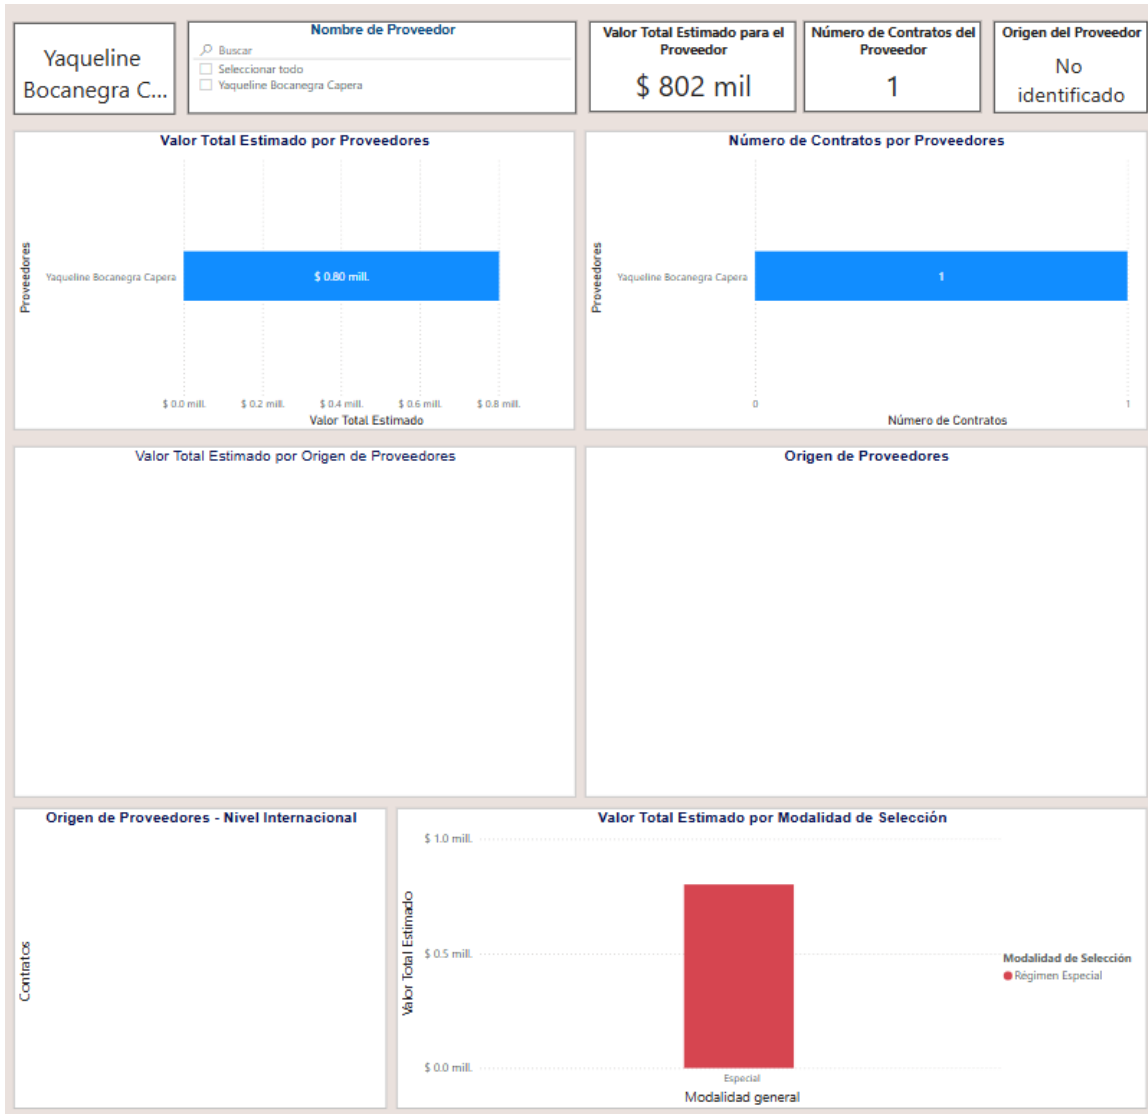 Yaqueline
Bocanegra C...
Nombre de Proveedor
Buscar
Seleccionar todo
Yaqueline Bocanegra Capera
Valor Total Estimado para el
Proveedor
$ 802 mil
Número de Contratos del
Proveedor
1
Origen del Proveedor
No
identificado
Valor Total Estimado por Proveedores
Proveedores
Yaqueline Bocanegra Capera
$ 0.80 mill.
$ 0.0 mill. $ 0.2 mill. $ 0.4 mill. $ 0.6 mill. $ 0.8 mill.
Valor Total Estimado
Número de Contratos por Proveedores
Proveedores
Yaqueline Bocanegra Capera
1
0 1
Número de Contratos
Valor Total Estimado por Origen de Proveedores
Origen de Proveedores
Origen de Proveedores - Nivel Internacional
Contratos
Valor Total Estimado por Modalidad de Selección
Valor Total Estimado
$ 1.0 mill.
$ 0.5 mill.
$ 0.0 mill.
Especial
Modalidad general
Modalidad de Selección
Régimen Especial